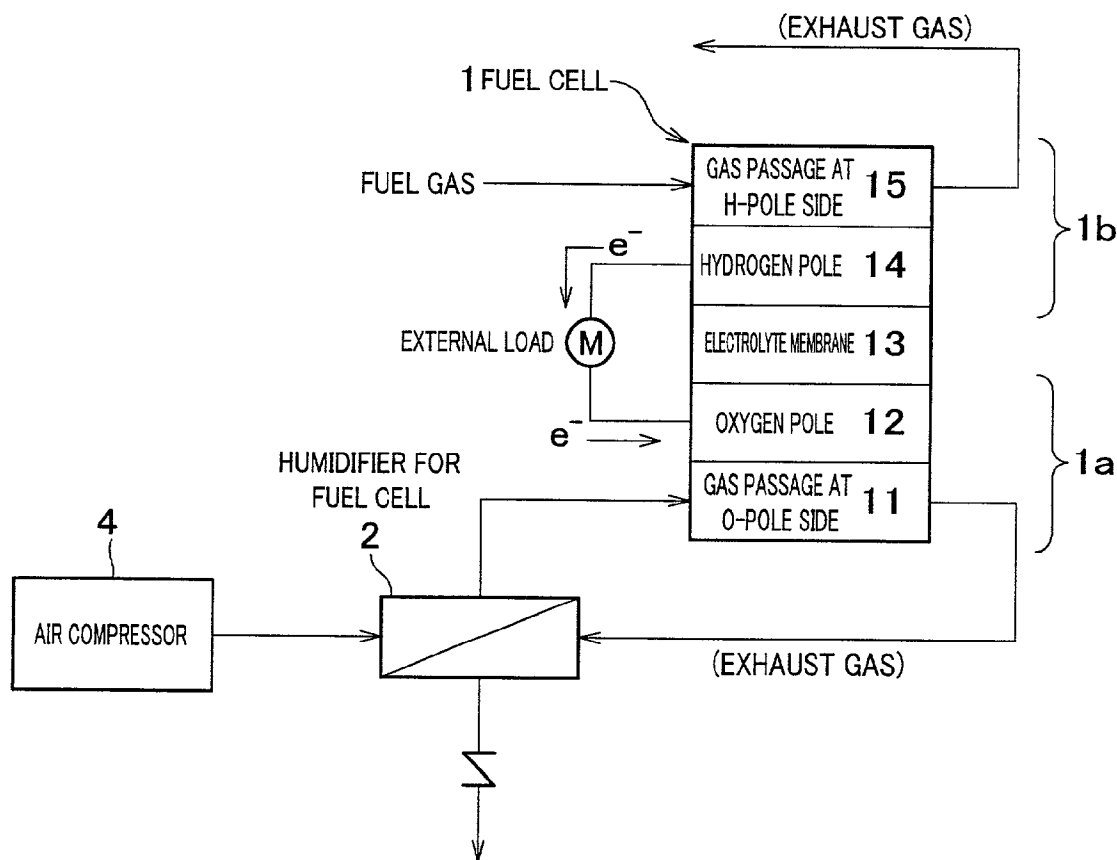 (EXHAUST GAS)
1 FUEL CELL
GAS PASSAGE AT
H-POLE SIDE
15
FUEL GAS
1b
e⁻
HYDROGEN POLE 14
EXTERNAL LOAD
M
ELECTROLYTE MEMBRANE 13
OXYGEN POLE 12
e⁻
1a
HUMIDIFIER FOR
FUEL CELL
GAS PASSAGE AT
O-POLE SIDE
11
4
2
AIR COMPRESSOR
(EXHAUST GAS)